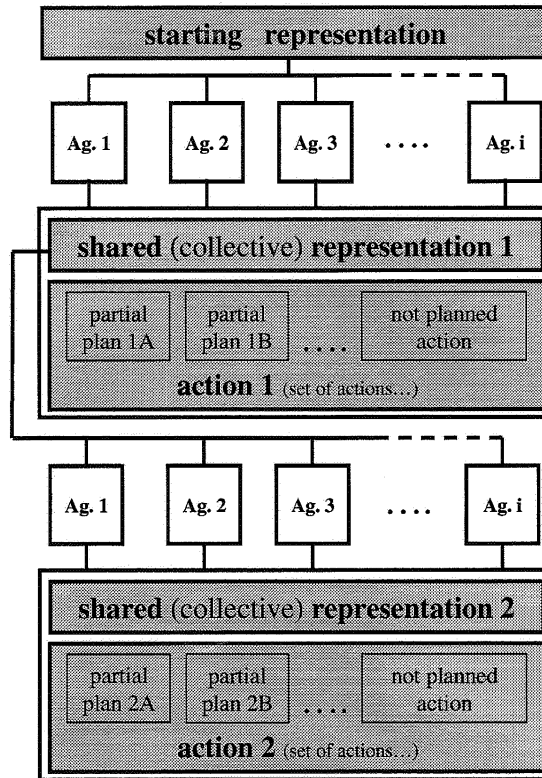 starting representation
Ag. 1 Ag. 2 Ag. 3 .... Ag. i
shared (collective) representation 1
partial partial not planned
plan 1A plan 1B .... action
action 1 (set of actions...)
Ag. 1 Ag. 2 Ag. 3 .... Ag. i
shared (collective) representation 2
partial partial not planned
plan 2A plan 2B .... action
action 2 (set of actions...)